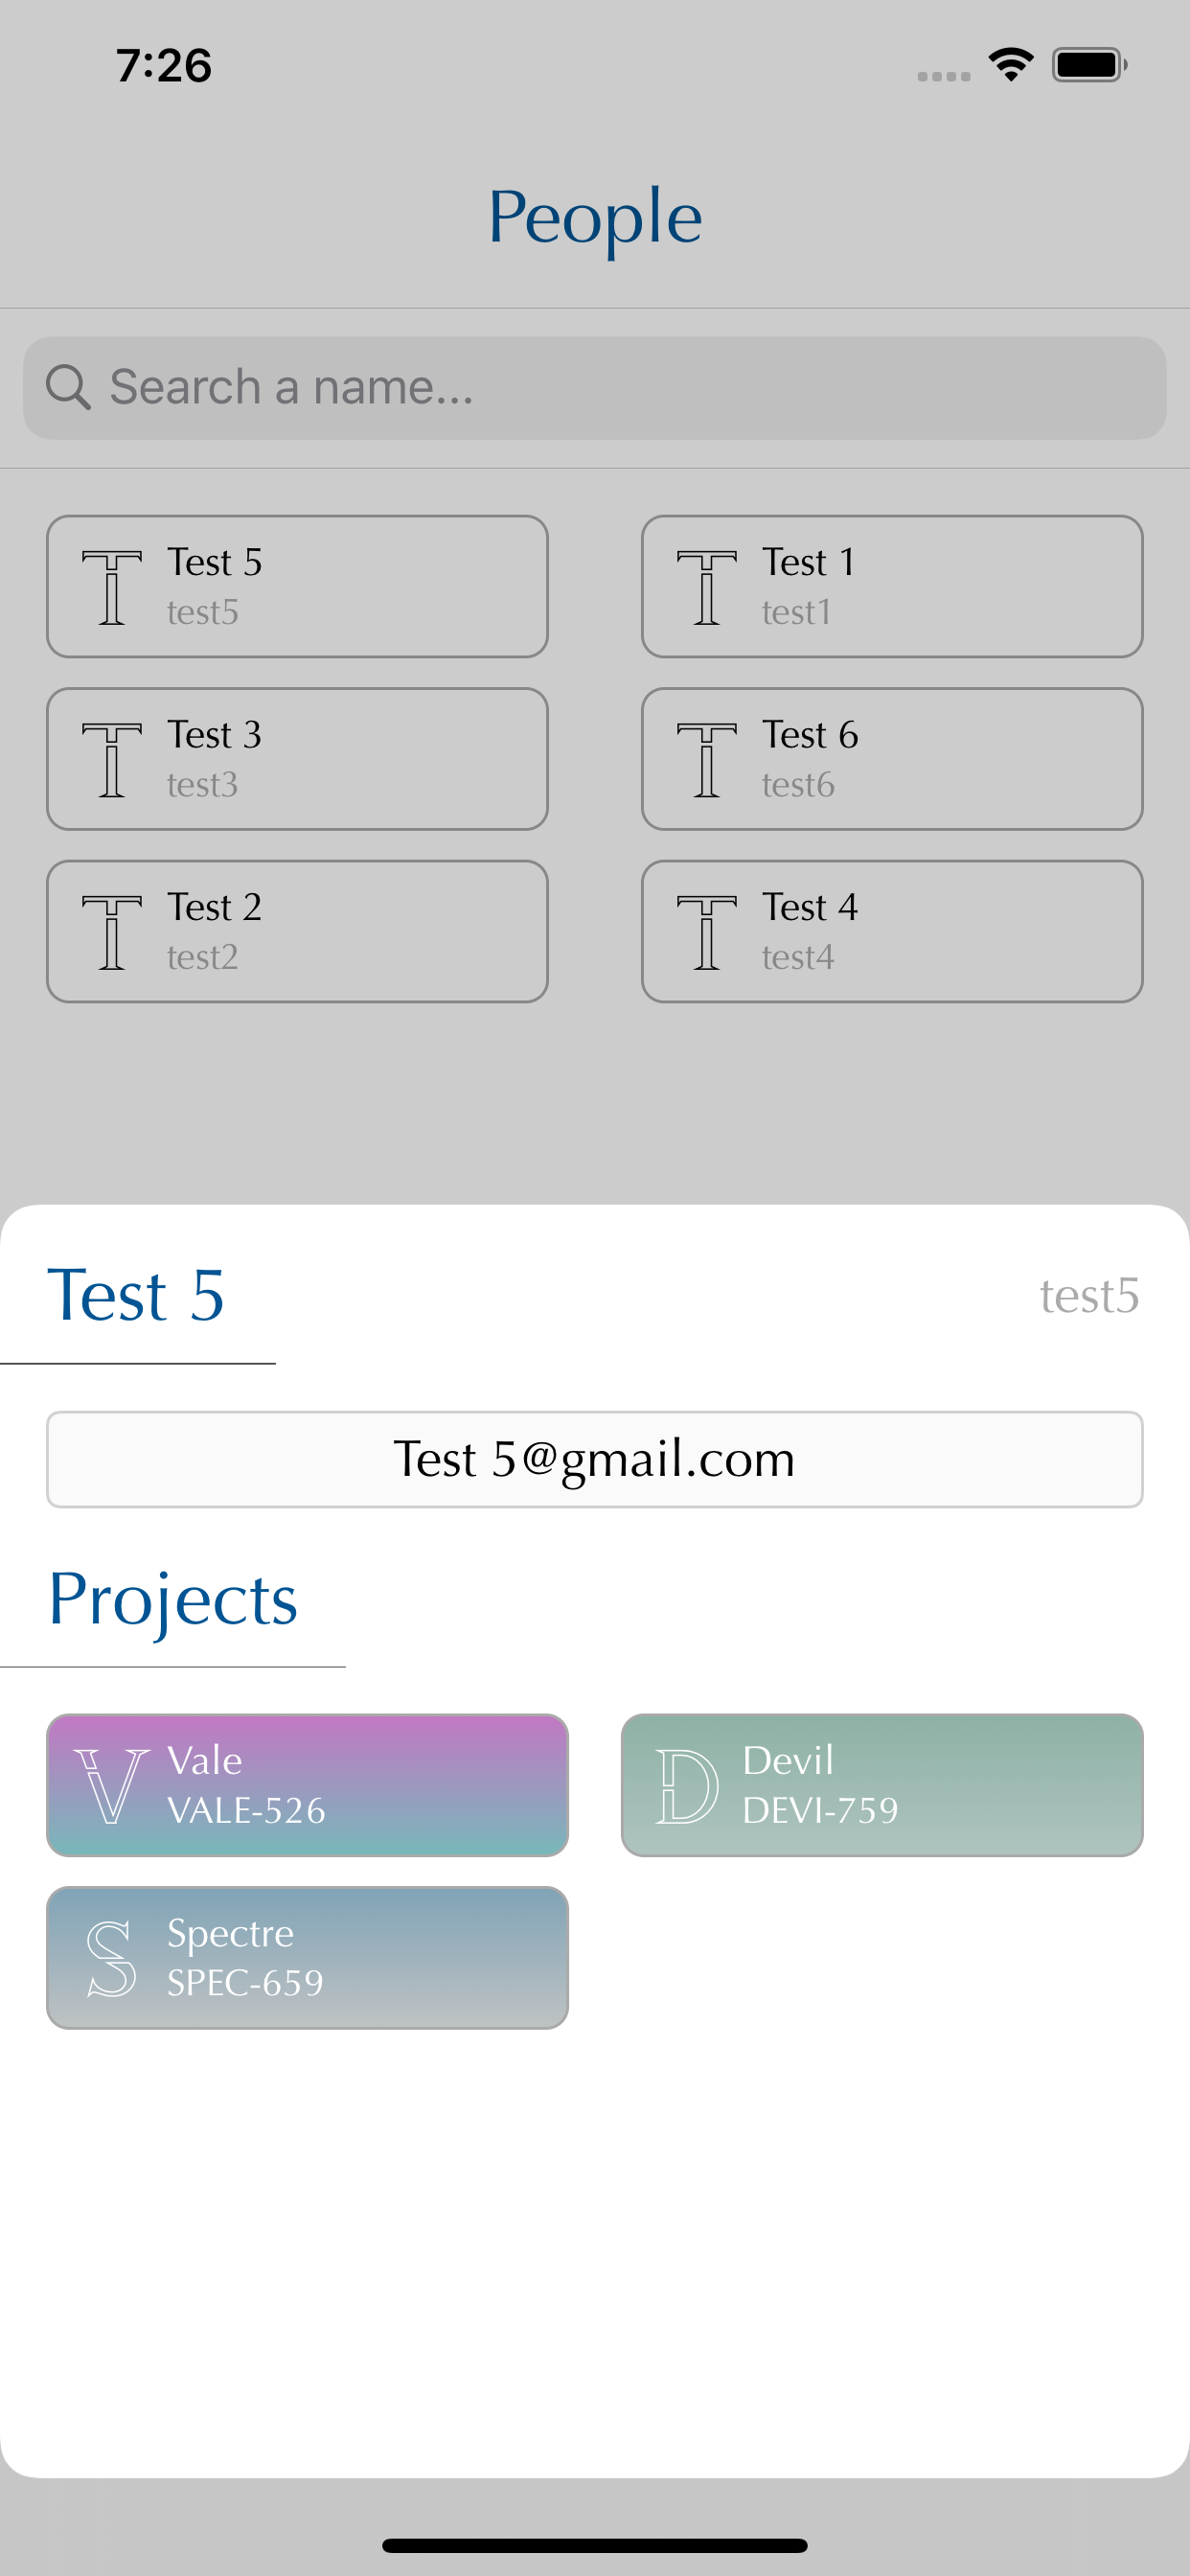 7:26
People
Search a name...
T Test 5
test5
T Test 1
test1
T Test 3
test3
T Test 6
test6
T Test 2
test2
T Test 4
test4
Test 5 test5
Test 5@gmail.com
Projects
V Vale
VALE-526
D Devil
DEVI-759
S Spectre
SPEC-659